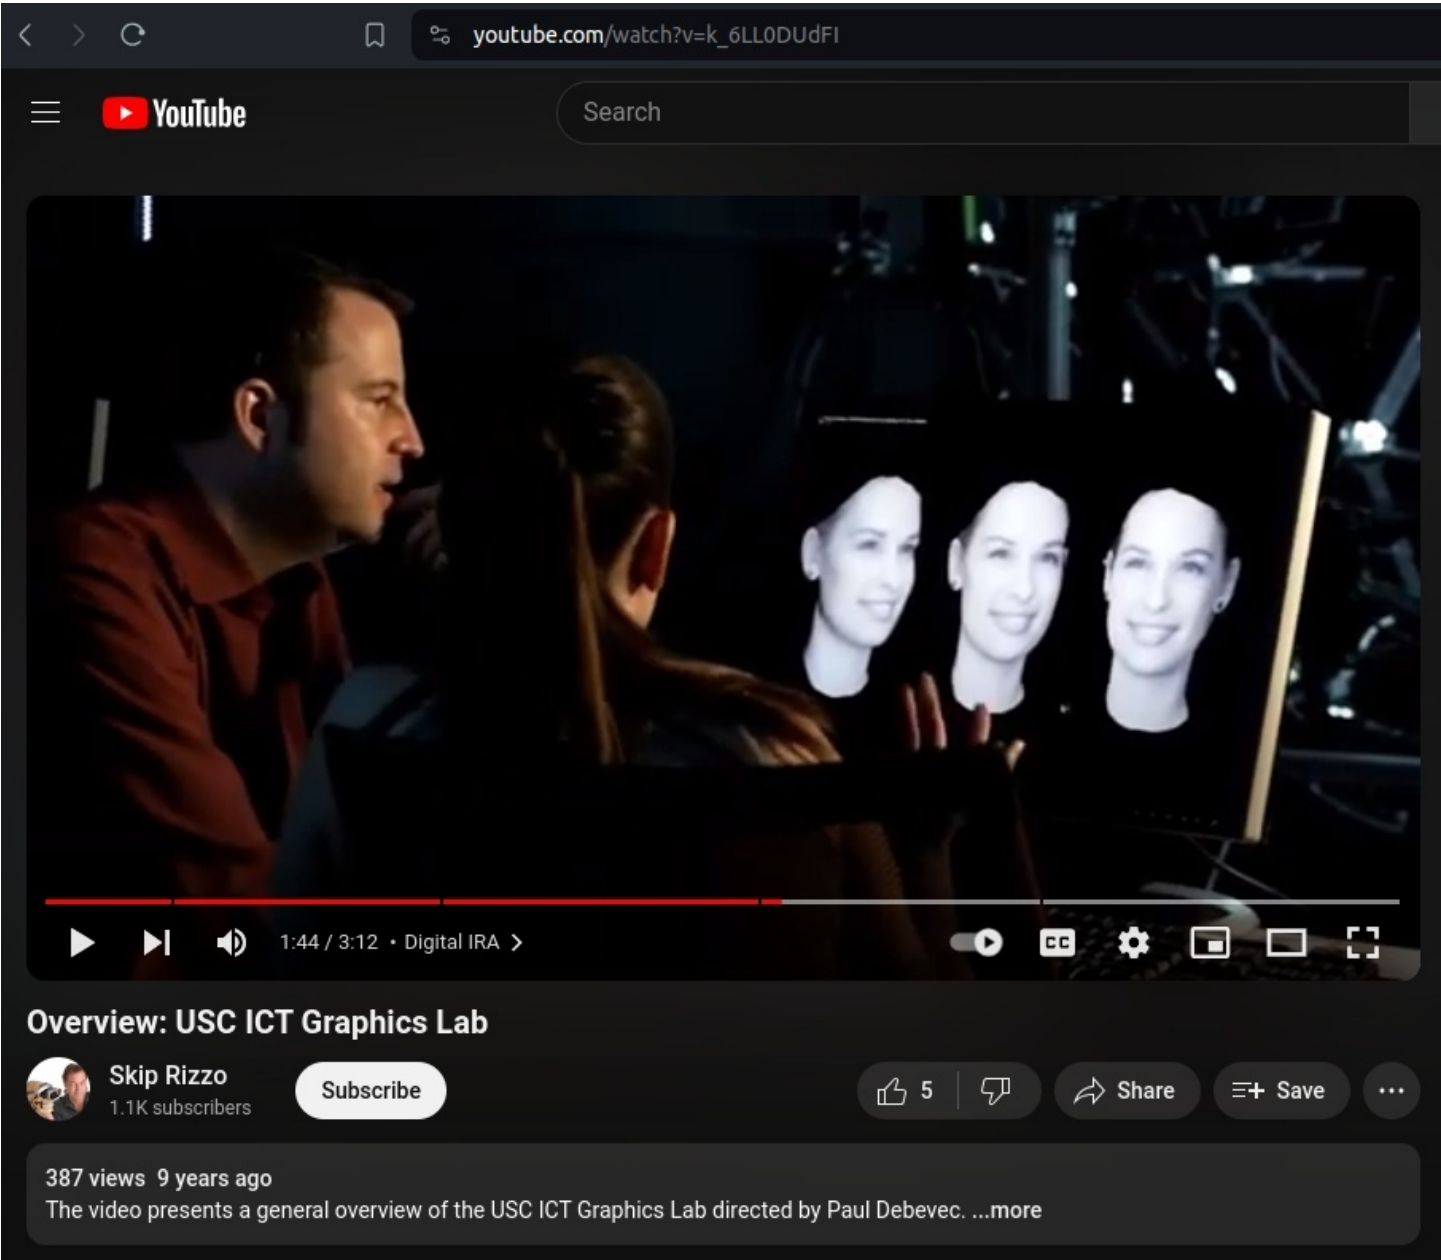 youtube.com/watch?v=k_6LL0DUdFI
YouTube
Search
1:44 / 3:12 • Digital IRA
CC
Overview: USC ICT Graphics Lab
Skip Rizzo
1.1K subscribers
Subscribe
5
Share
Save
387 views 9 years ago
The video presents a general overview of the USC ICT Graphics Lab directed by Paul Debevec. ...more